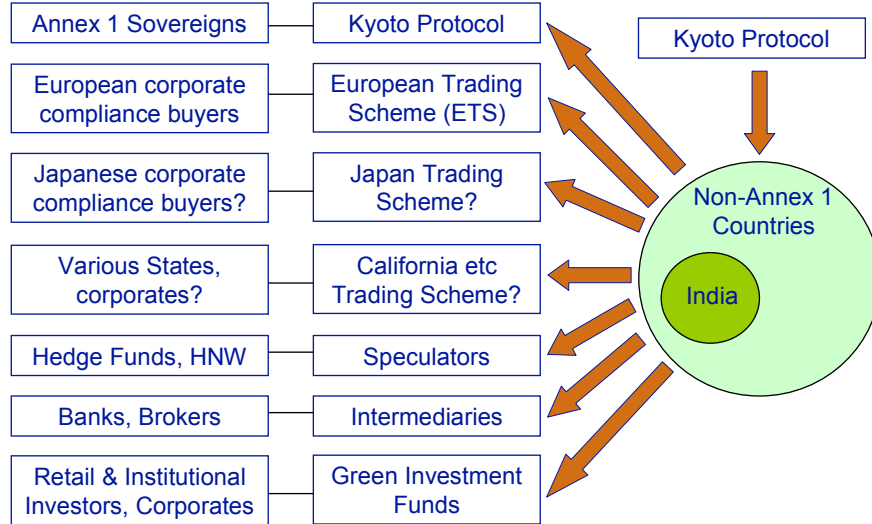 Annex 1 Sovereigns
Kyoto Protocol
Kyoto Protocol
European corporate
compliance buyers
European Trading
Scheme (ETS)
Japanese corporate
compliance buyers?
Japan Trading
Scheme?
Non-Annex 1
Countries
Various States,
corporates?
California etc
Trading Scheme?
India
Hedge Funds, HNW
Speculators
Banks, Brokers
Intermediaries
Retail & Institutional
Investors, Corporates
Green Investment
Funds